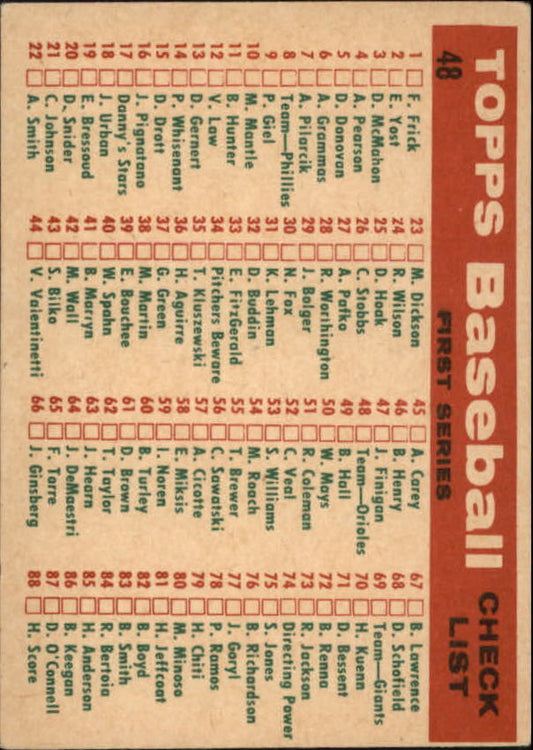 TOPPS Baseball CHECK LIST
48
FIRST SERIES
1 F. Frick
2 E. Yost
3 D. McMahon
4 A. Pearson
5 D. Donovan
6 A. Grammas
7 A. Pilarcik
8 Team—Phillies
9 P. Giel
10 M. Mantle
11 B. Hunter
12 V. Law
13 D. Gernert
14 P. Whisenant
15 D. Drott
16 J. Pignatano
17 Danny's Stars
18 J. Urban
19 E. Bressoud
20 D. Snider
21 C. Johnson
22 A. Smith
23 M. Dickson
24 R. Wilson
25 D. Hoak
26 C. Stobbs
27 A. Pafko
28 R. Worthington
29 J. Bolger
30 N. Fox
31 K. Lehman
32 D. Buddin
33 E. FitzGerald
34 Pitchers Beware
35 T. Kluszewski
36 H. Aguirre
37 G. Green
38 M. Martin
39 E. Bouchee
40 W. Spahn
41 B. Martyn
42 M. Wall
43 S. Bilko
44 V. Valentinetti
45 A. Carey
46 B. Henry
47 J. Finigan
48 Team—Orioles
49 B. Hall
50 W. Mays
51 R. Coleman
52 C. Veal
53 S. Williams
54 M. Roach
55 T. Brewer
56 C. Sawatski
57 A. Cicotte
58 E. Miksis
59 I. Noren
60 B. Turley
61 D. Brown
62 T. Taylor
63 J. Hearn
64 J. DeMaestri
65 F. Torre
66 J. Ginsberg
67 B. Lawrence
68 D. Schofield
69 Team—Giants
70 H. Kuenn
71 D. Bessent
72 B. Renna
73 R. Jackson
74 Directing Power
75 S. Jones
76 B. Richardson
77 J. Goryl
78 P. Ramos
79 H. Chiti
80 M. Minoso
81 H. Jeffcoat
82 B. Boyd
83 B. Smith
84 R. Bertoia
85 H. Anderson
86 B. Keegan
87 D. O'Connell
88 H. Score